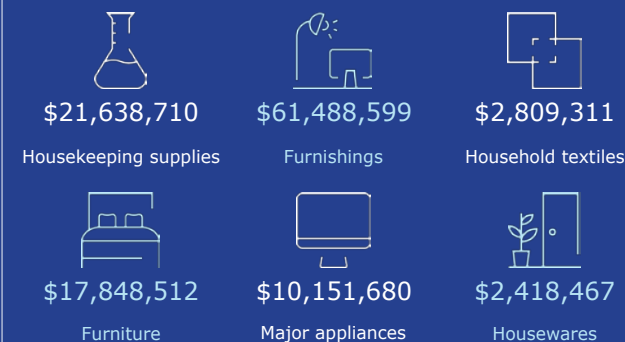 $21,638,710
Housekeeping supplies
$61,488,599
Furnishings
$2,809,311
Household textiles
$17,848,512
Furniture
$10,151,680
Major appliances
$2,418,467
Housewares